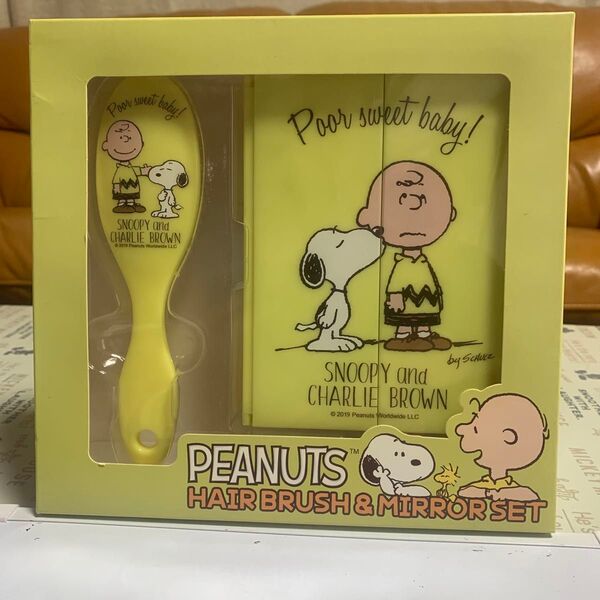 Poor sweet baby!
SNOOPY and
CHARLIE BROWN
© 2019 Peanuts Worldwide LLC
Poor sweet baby!
by SCHULZ
SNOOPY and
CHARLIE BROWN
© 2019 Peanuts Worldwide LLC
PEANUTS™
HAIR BRUSH & MIRROR SET